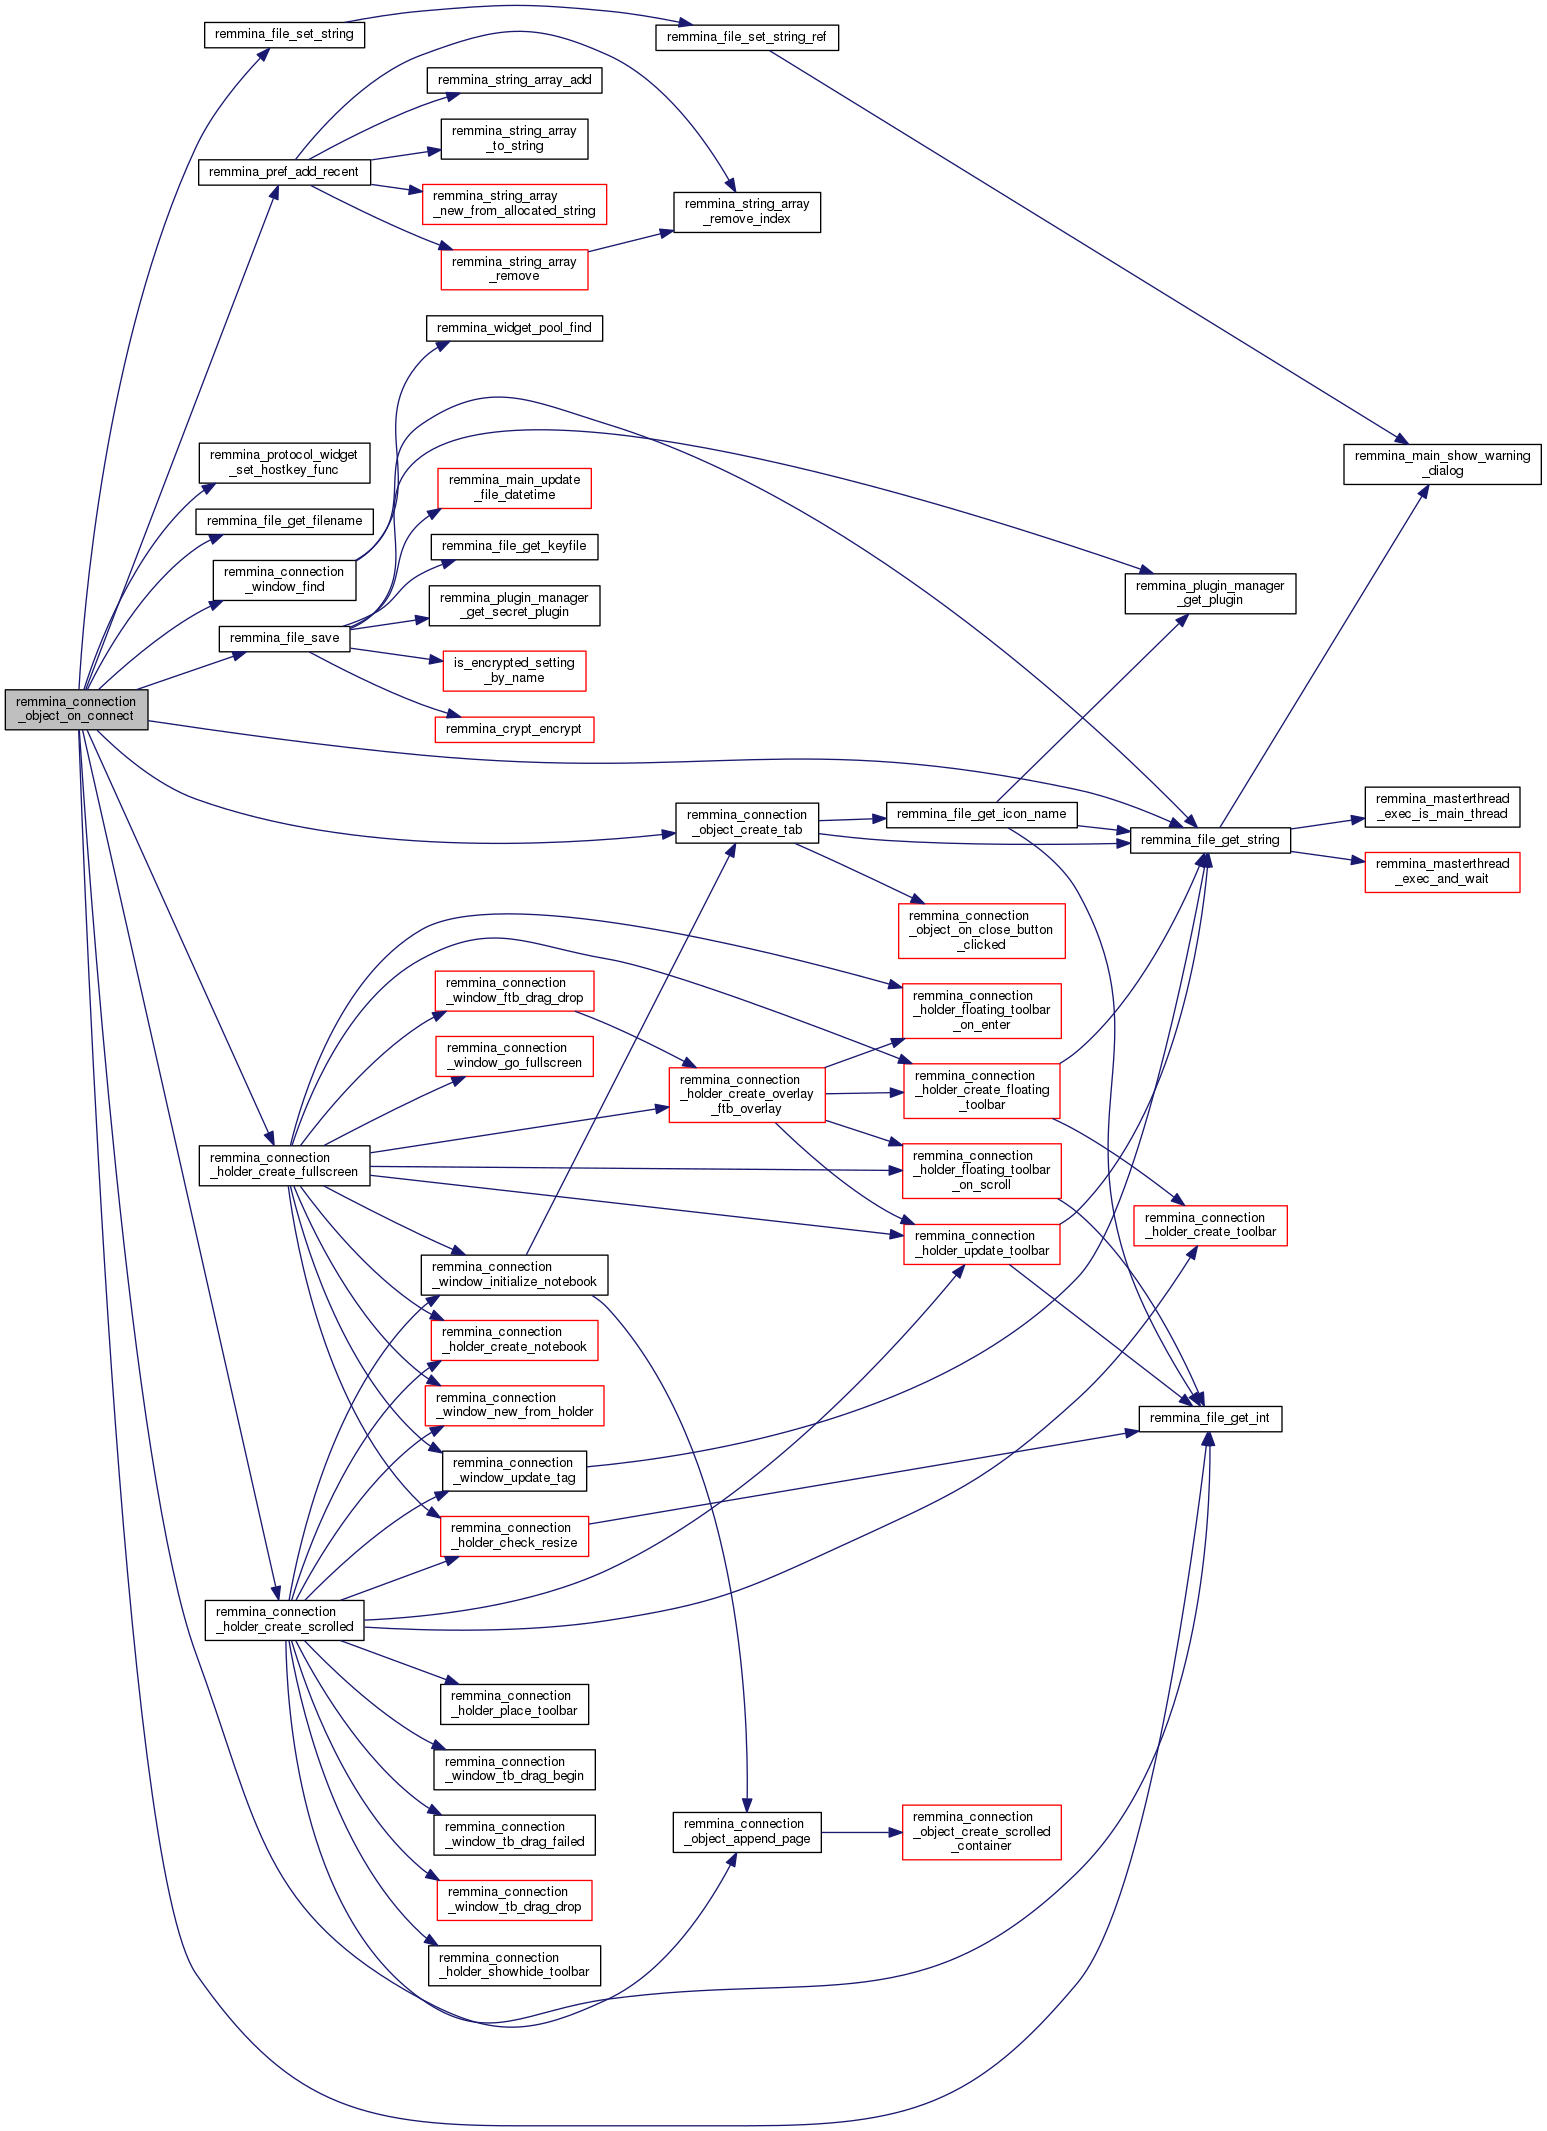 remmina_file_set_string
remmina_file_set_string_ref
remmina_string_array_add
remmina_string_array
_to_string
remmina_pref_add_recent
remmina_string_array
_new_from_allocated_string
remmina_string_array
_remove_index
remmina_string_array
_remove
remmina_widget_pool_find
remmina_protocol_widget
_set_hostkey_func
remmina_main_show_warning
_dialog
remmina_main_update
_file_datetime
remmina_file_get_filename
remmina_file_get_keyfile
remmina_connection
_window_find
remmina_plugin_manager
_get_plugin
remmina_plugin_manager
_get_secret_plugin
remmina_file_save
is_encrypted_setting
_by_name
remmina_connection
_object_on_connect
remmina_crypt_encrypt
remmina_connection
_object_create_tab
remmina_file_get_icon_name
remmina_masterthread
_exec_is_main_thread
remmina_file_get_string
remmina_masterthread
_exec_and_wait
remmina_connection
_object_on_close_button
_clicked
remmina_connection
_window_ftb_drag_drop
remmina_connection
_holder_floating_toolbar
_on_enter
remmina_connection
_window_go_fullscreen
remmina_connection
_holder_create_overlay
_ftb_overlay
remmina_connection
_holder_create_floating
_toolbar
remmina_connection
_holder_create_fullscreen
remmina_connection
_holder_floating_toolbar
_on_scroll
remmina_connection
_holder_create_toolbar
remmina_connection
_holder_update_toolbar
remmina_connection
_window_initialize_notebook
remmina_connection
_holder_create_notebook
remmina_connection
_window_new_from_holder
remmina_file_get_int
remmina_connection
_window_update_tag
remmina_connection
_holder_check_resize
remmina_connection
_holder_create_scrolled
remmina_connection
_holder_place_toolbar
remmina_connection
_window_tb_drag_begin
remmina_connection
_window_tb_drag_failed
remmina_connection
_object_append_page
remmina_connection
_object_create_scrolled
_container
remmina_connection
_window_tb_drag_drop
remmina_connection
_holder_showhide_toolbar